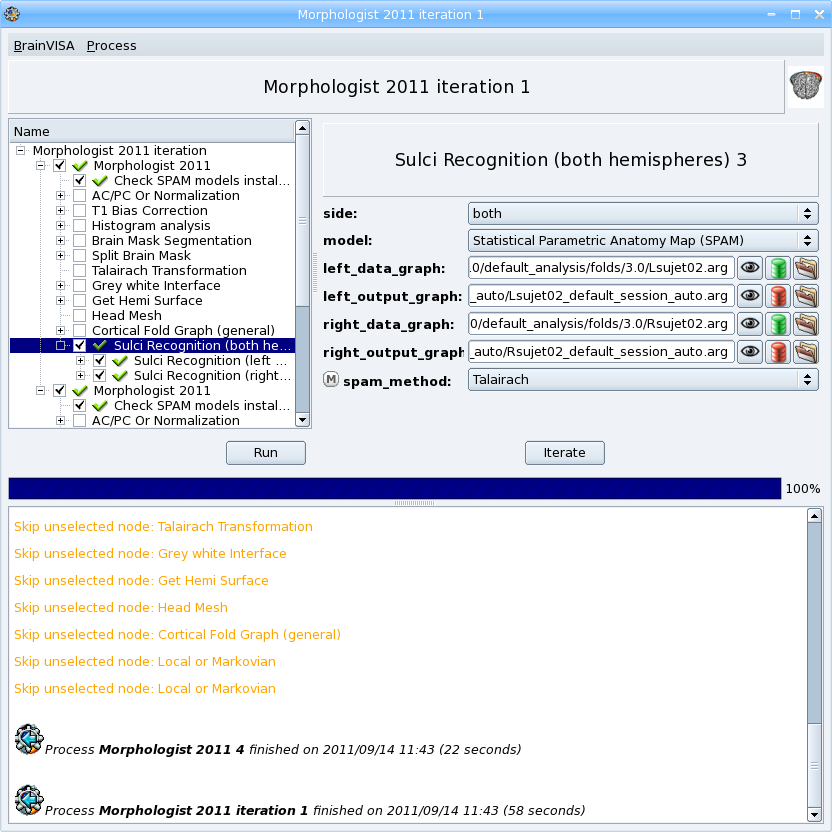 Morphologist 2011 iteration 1
BrainVISA Process
Morphologist 2011 iteration 1
Name
Morphologist 2011 iteration
Morphologist 2011
Check SPAM models instal...
AC/PC Or Normalization
T1 Bias Correction
Histogram analysis
Brain Mask Segmentation
Split Brain Mask
Talairach Transformation
Grey white Interface
Get Hemi Surface
Head Mesh
Cortical Fold Graph (general)
Sulci Recognition (both he...
Sulci Recognition (left ...
Sulci Recognition (right...
Morphologist 2011
Check SPAM models instal...
AC/PC Or Normalization
Sulci Recognition (both hemispheres) 3
side: both
model: Statistical Parametric Anatomy Map (SPAM)
left_data_graph: .0/default_analysis/folds/3.0/Lsujet02.arg
left_output_graph: _auto/Lsujet02_default_session_auto.arg
right_data_graph: 0/default_analysis/folds/3.0/Rsujet02.arg
right_output_graph _auto/Rsujet02_default_session_auto.arg
M spam_method: Talairach
Run Iterate
100%
Skip unselected node: Talairach Transformation
Skip unselected node: Grey white Interface
Skip unselected node: Get Hemi Surface
Skip unselected node: Head Mesh
Skip unselected node: Cortical Fold Graph (general)
Skip unselected node: Local or Markovian
Skip unselected node: Local or Markovian
Process Morphologist 2011 4 finished on 2011/09/14 11:43 (22 seconds)
Process Morphologist 2011 iteration 1 finished on 2011/09/14 11:43 (58 seconds)